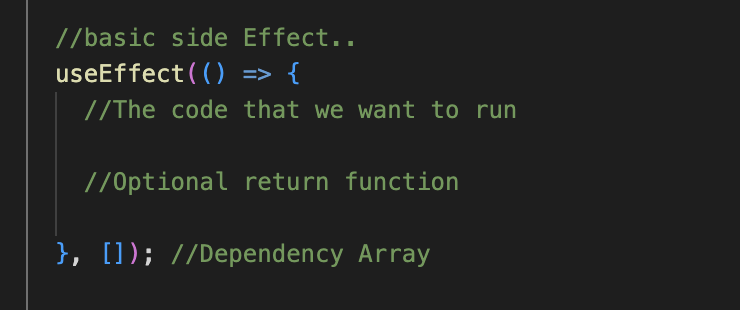 //basic side Effect..
useEffect(() => {
//The code that we want to run
//Optional return function
}, []); //Dependency Array